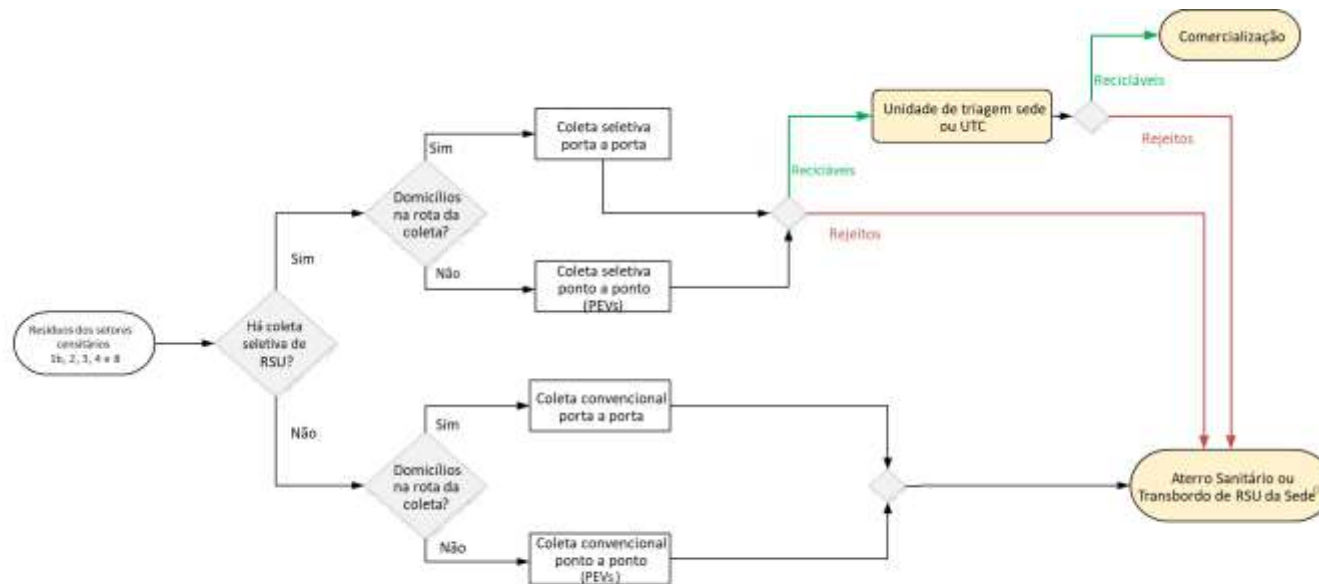 Comercialização
Recicláveis
Unidade de triagem sede
ou UTC
Rejeitos
Coleta seletiva
porta a porta
Sim
Recicláveis
Domicílios
na rota da
coleta?
Rejeitos
Sim
Não
Coleta seletiva
ponto a ponto
(PEVs)
Resíduos dos setores
censitários
1b, 2, 3, 4 e 8
Há coleta
seletiva de
RSU?
Não
Coleta convencional
porta a porta
Sim
Domicílios
na rota da
coleta?
Aterro Sanitário ou
Transbordo de RSU da Sede
Não
Coleta convencional
ponto a ponto
(PEVs)